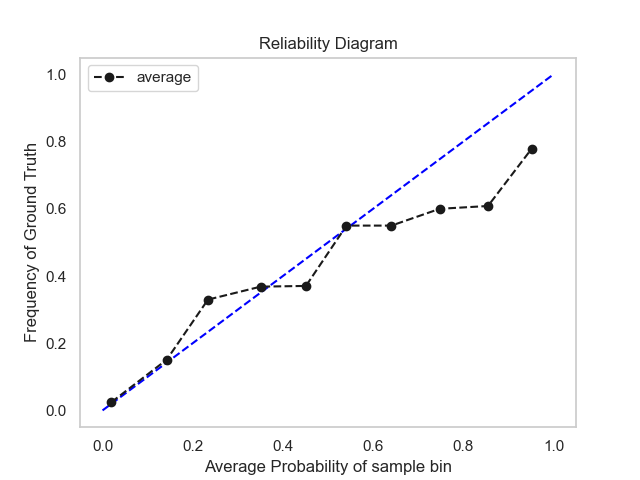 Reliability Diagram
average
Frequency of Ground Truth
1.0
0.8
0.6
0.4
0.2
0.0
0.0 0.2 0.4 0.6 0.8 1.0
Average Probability of sample bin